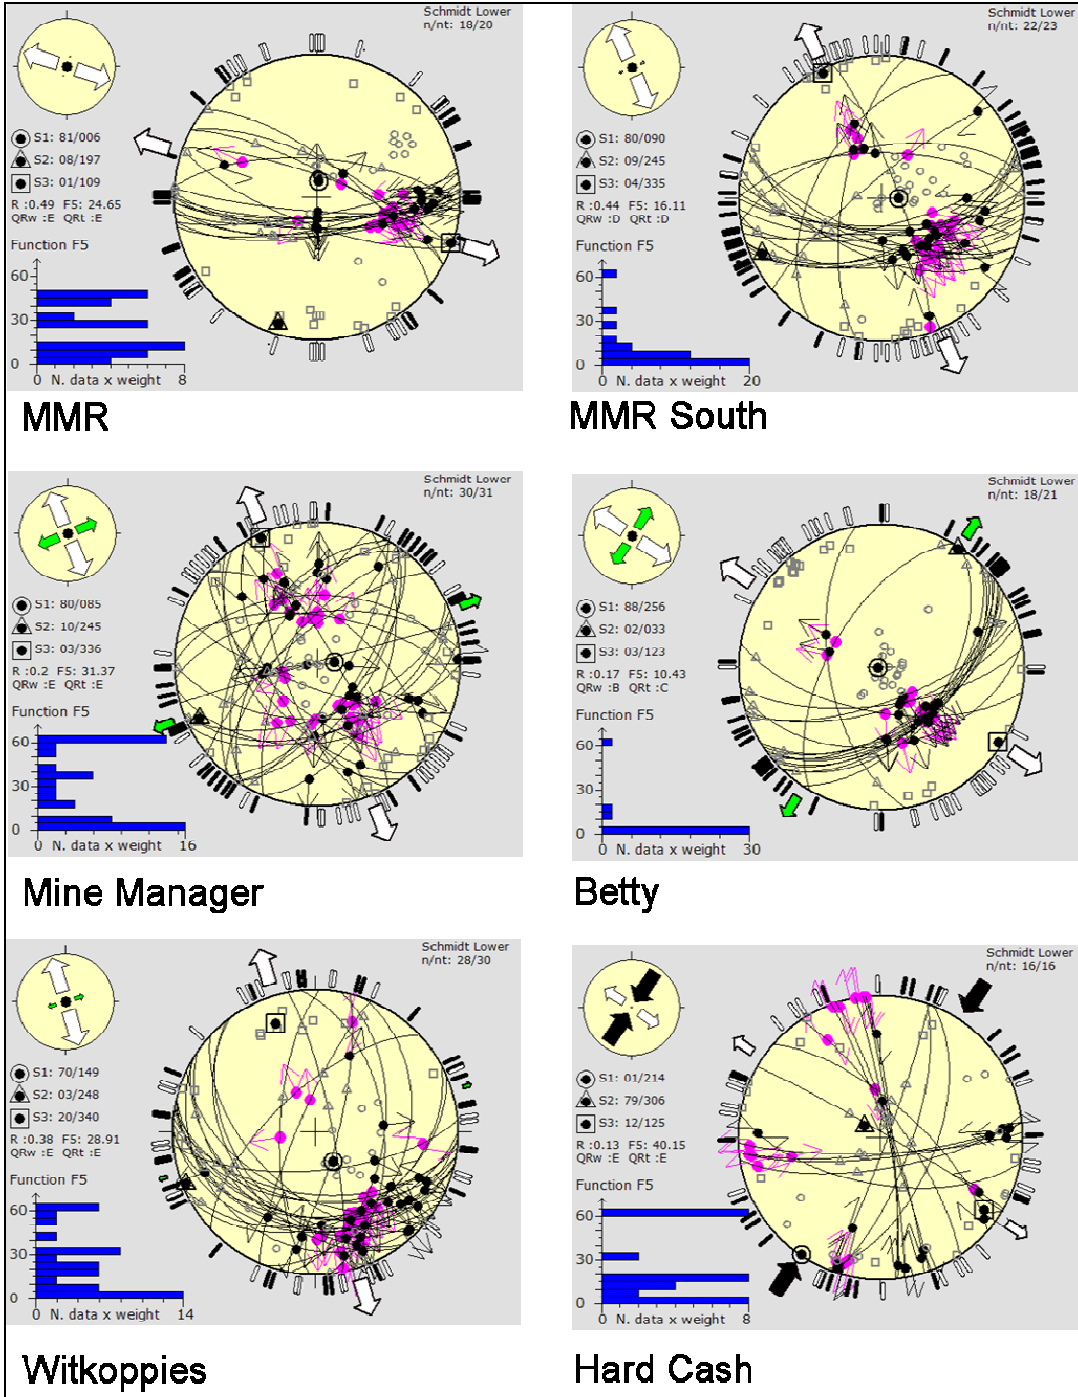 Schmidt Lower
n/nt: 18/20
S1: 81/006
S2: 08/197
S3: 01/109
R :0.49 F5: 24.65
QRw :E QRt :E
Function F5
60
30
0
0 N. data x weight 8
MMR
Schmidt Lower
n/nt: 22/23
S1: 80/090
S2: 09/245
S3: 04/335
R :0.44 F5: 16.11
QRw :D QRt :D
Function F5
60
30
0
0 N. data x weight 20
MMR South
Schmidt Lower
n/nt: 30/31
S1: 80/085
S2: 10/245
S3: 03/336
R :0.2 F5: 31.37
QRw :E QRt :E
Function F5
60
30
0
0 N. data x weight 16
Mine Manager
Schmidt Lower
n/nt: 18/21
S1: 88/256
S2: 02/033
S3: 03/123
R :0.17 F5: 10.43
QRw :B QRt :C
Function F5
60
30
0
0 N. data x weight 30
Betty
Schmidt Lower
n/nt: 28/30
S1: 70/149
S2: 03/248
S3: 20/340
R :0.38 F5: 28.91
QRw :E QRt :E
Function F5
60
30
0
0 N. data x weight 14
Witkoppies
Schmidt Lower
n/nt: 16/16
S1: 01/214
S2: 79/306
S3: 12/125
R :0.13 F5: 40.15
QRw :E QRt :E
Function F5
60
30
0
0 N. data x weight 8
Hard Cash